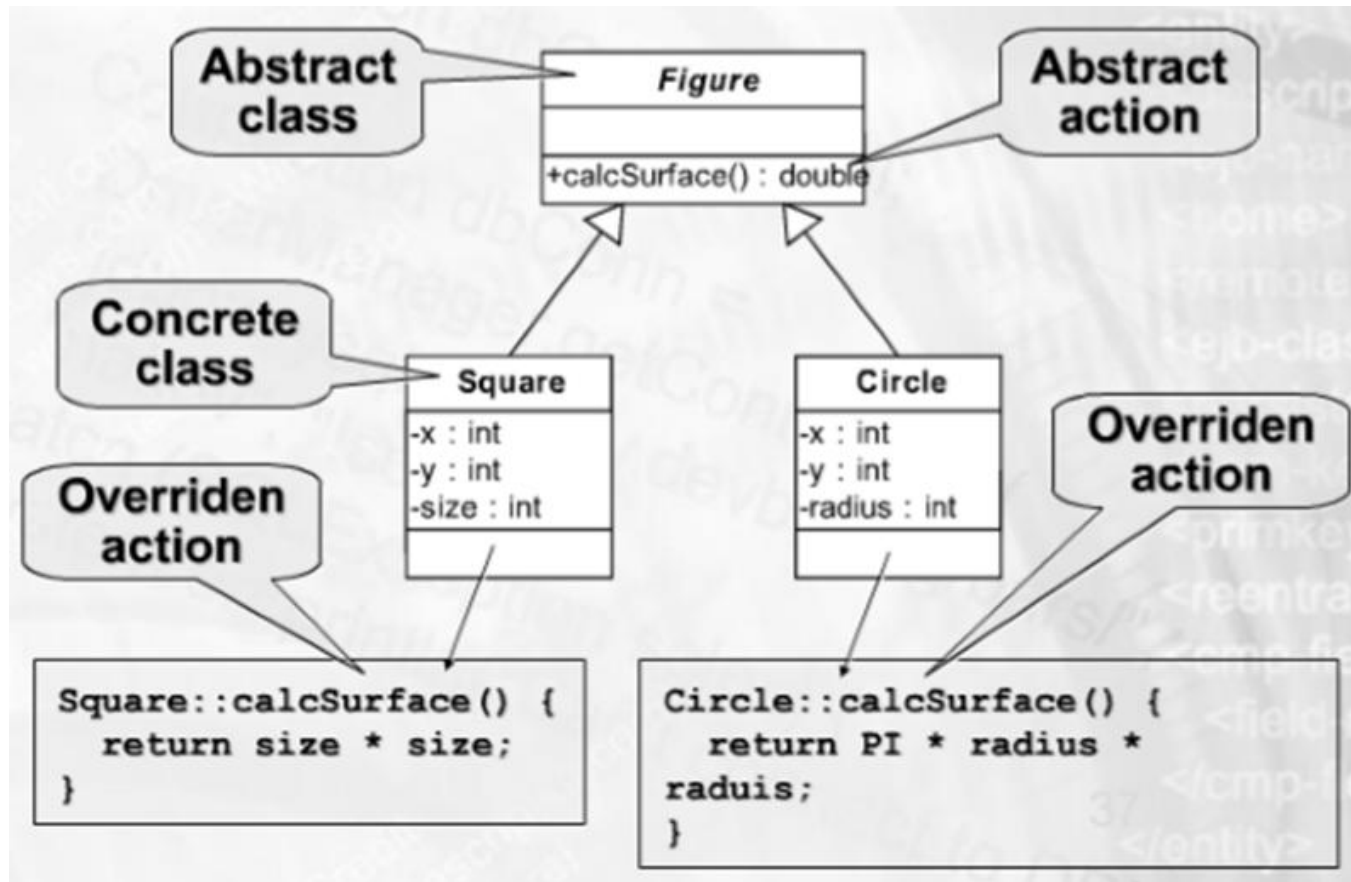 Abstract
class
Figure
+calcSurface() : double
Abstract
action
Concrete
class
Square
-x : int
-y : int
-size : int
Circle
-x : int
-y : int
-radius : int
Overriden
action
Overriden
action
Square::calcSurface() {
return size * size;
}
Circle::calcSurface() {
return PI * radius *
raduis;
}
37